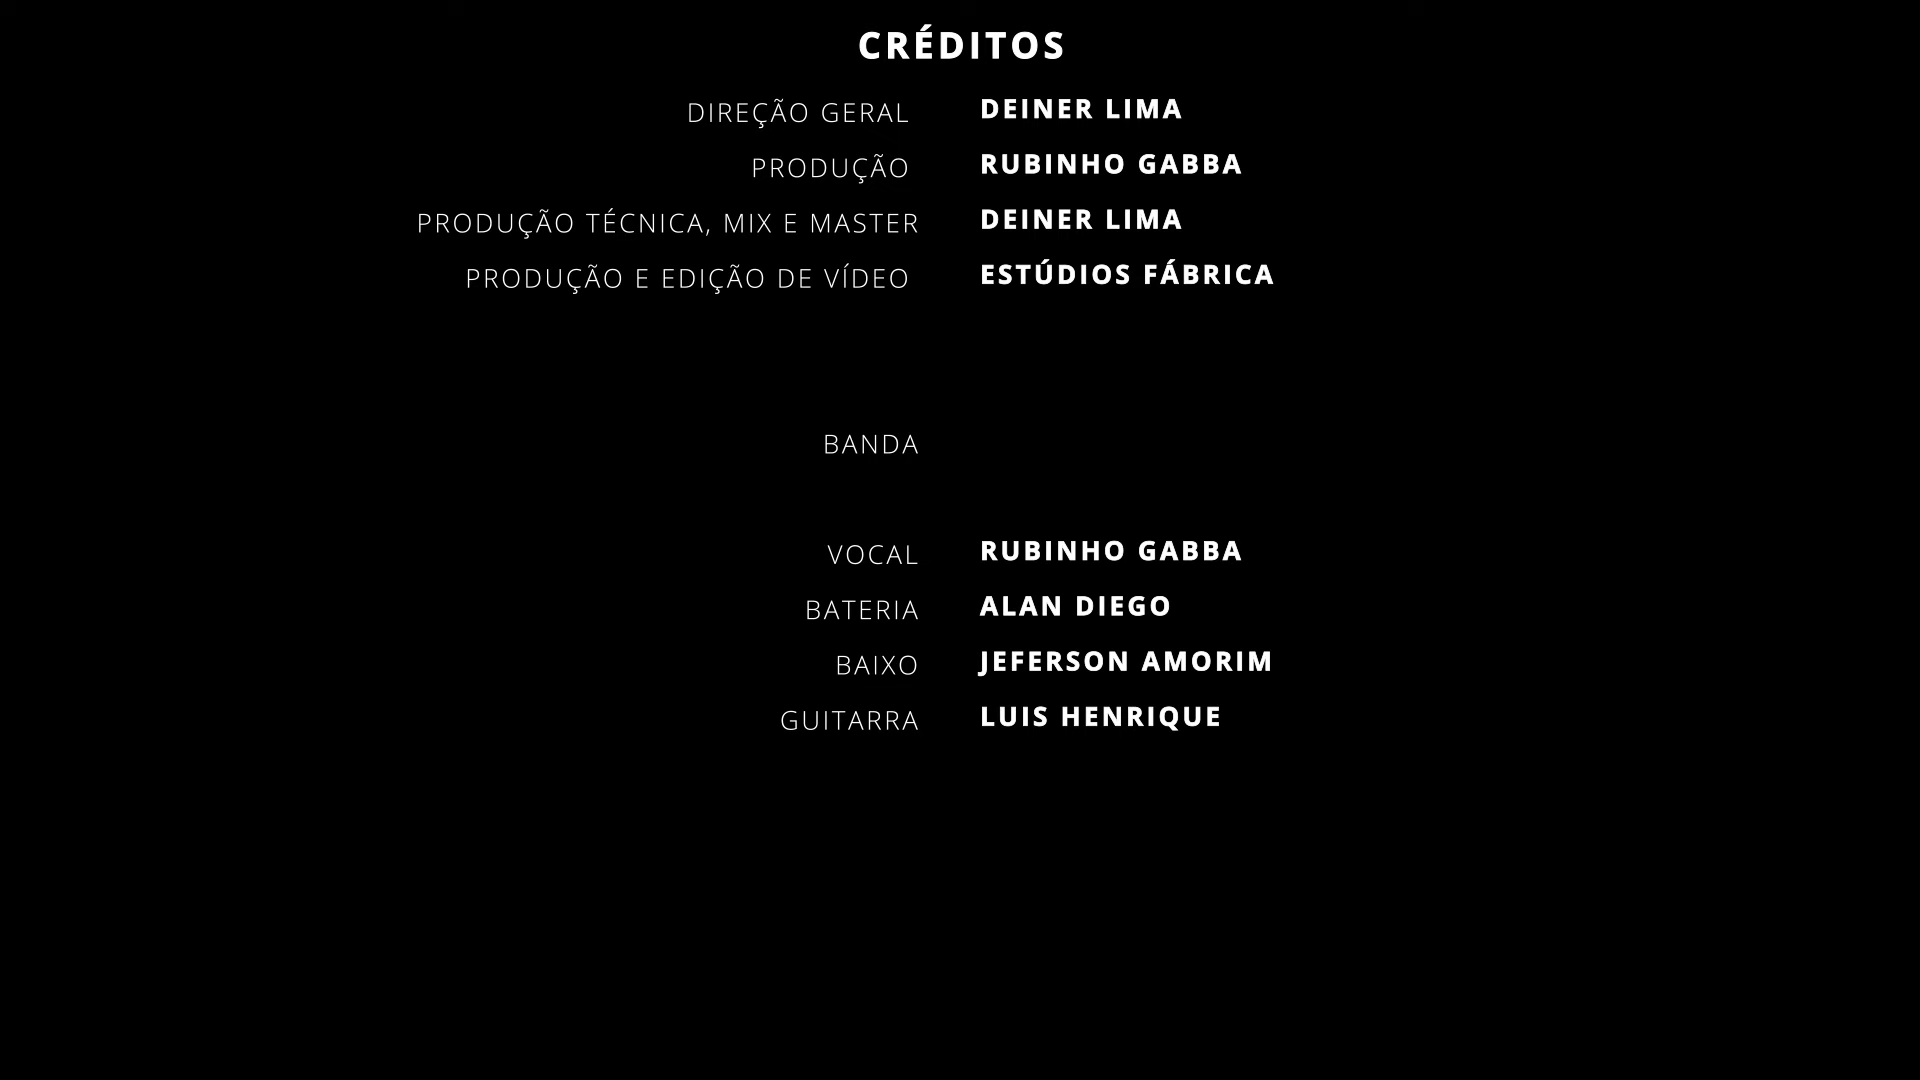 CRÉDITOS
DIREÇÃO GERAL DEINER LIMA
PRODUÇÃO RUBINHO GABBA
PRODUÇÃO TÉCNICA, MIX E MASTER DEINER LIMA
PRODUÇÃO E EDIÇÃO DE VÍDEO ESTÚDIOS FÁBRICA
BANDA
VOCAL RUBINHO GABBA
BATERIA ALAN DIEGO
BAIXO JEFERSON AMORIM
GUITARRA LUIS HENRIQUE